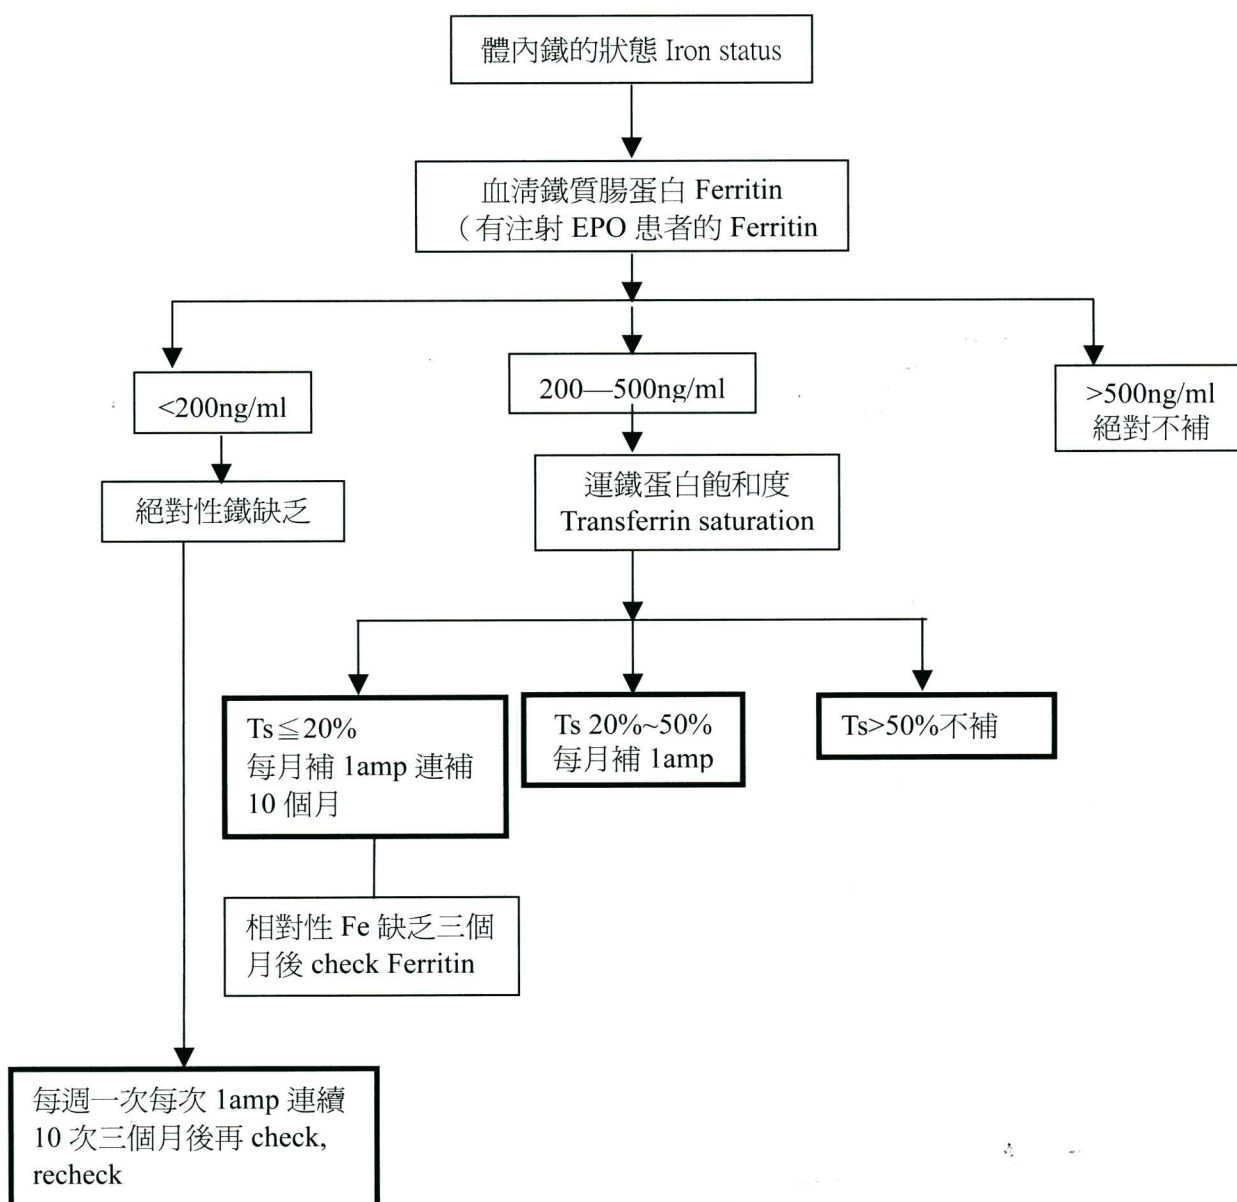 體內鐵的狀態 Iron status
血清鐵質腸蛋白 Ferritin
（有注射 EPO 患者的 Ferritin
<200ng/ml
200—500ng/ml
>500ng/ml
絕對不補
絕對性鐵缺乏
運鐵蛋白飽和度
Transferrin saturation
Ts≦20%
每月補 1amp 連補
10 個月
Ts 20%~50%
每月補 1amp
Ts>50%不補
相對性 Fe 缺乏三個
月後 check Ferritin
每週一次每次 1amp 連續
10 次三個月後再 check,
recheck